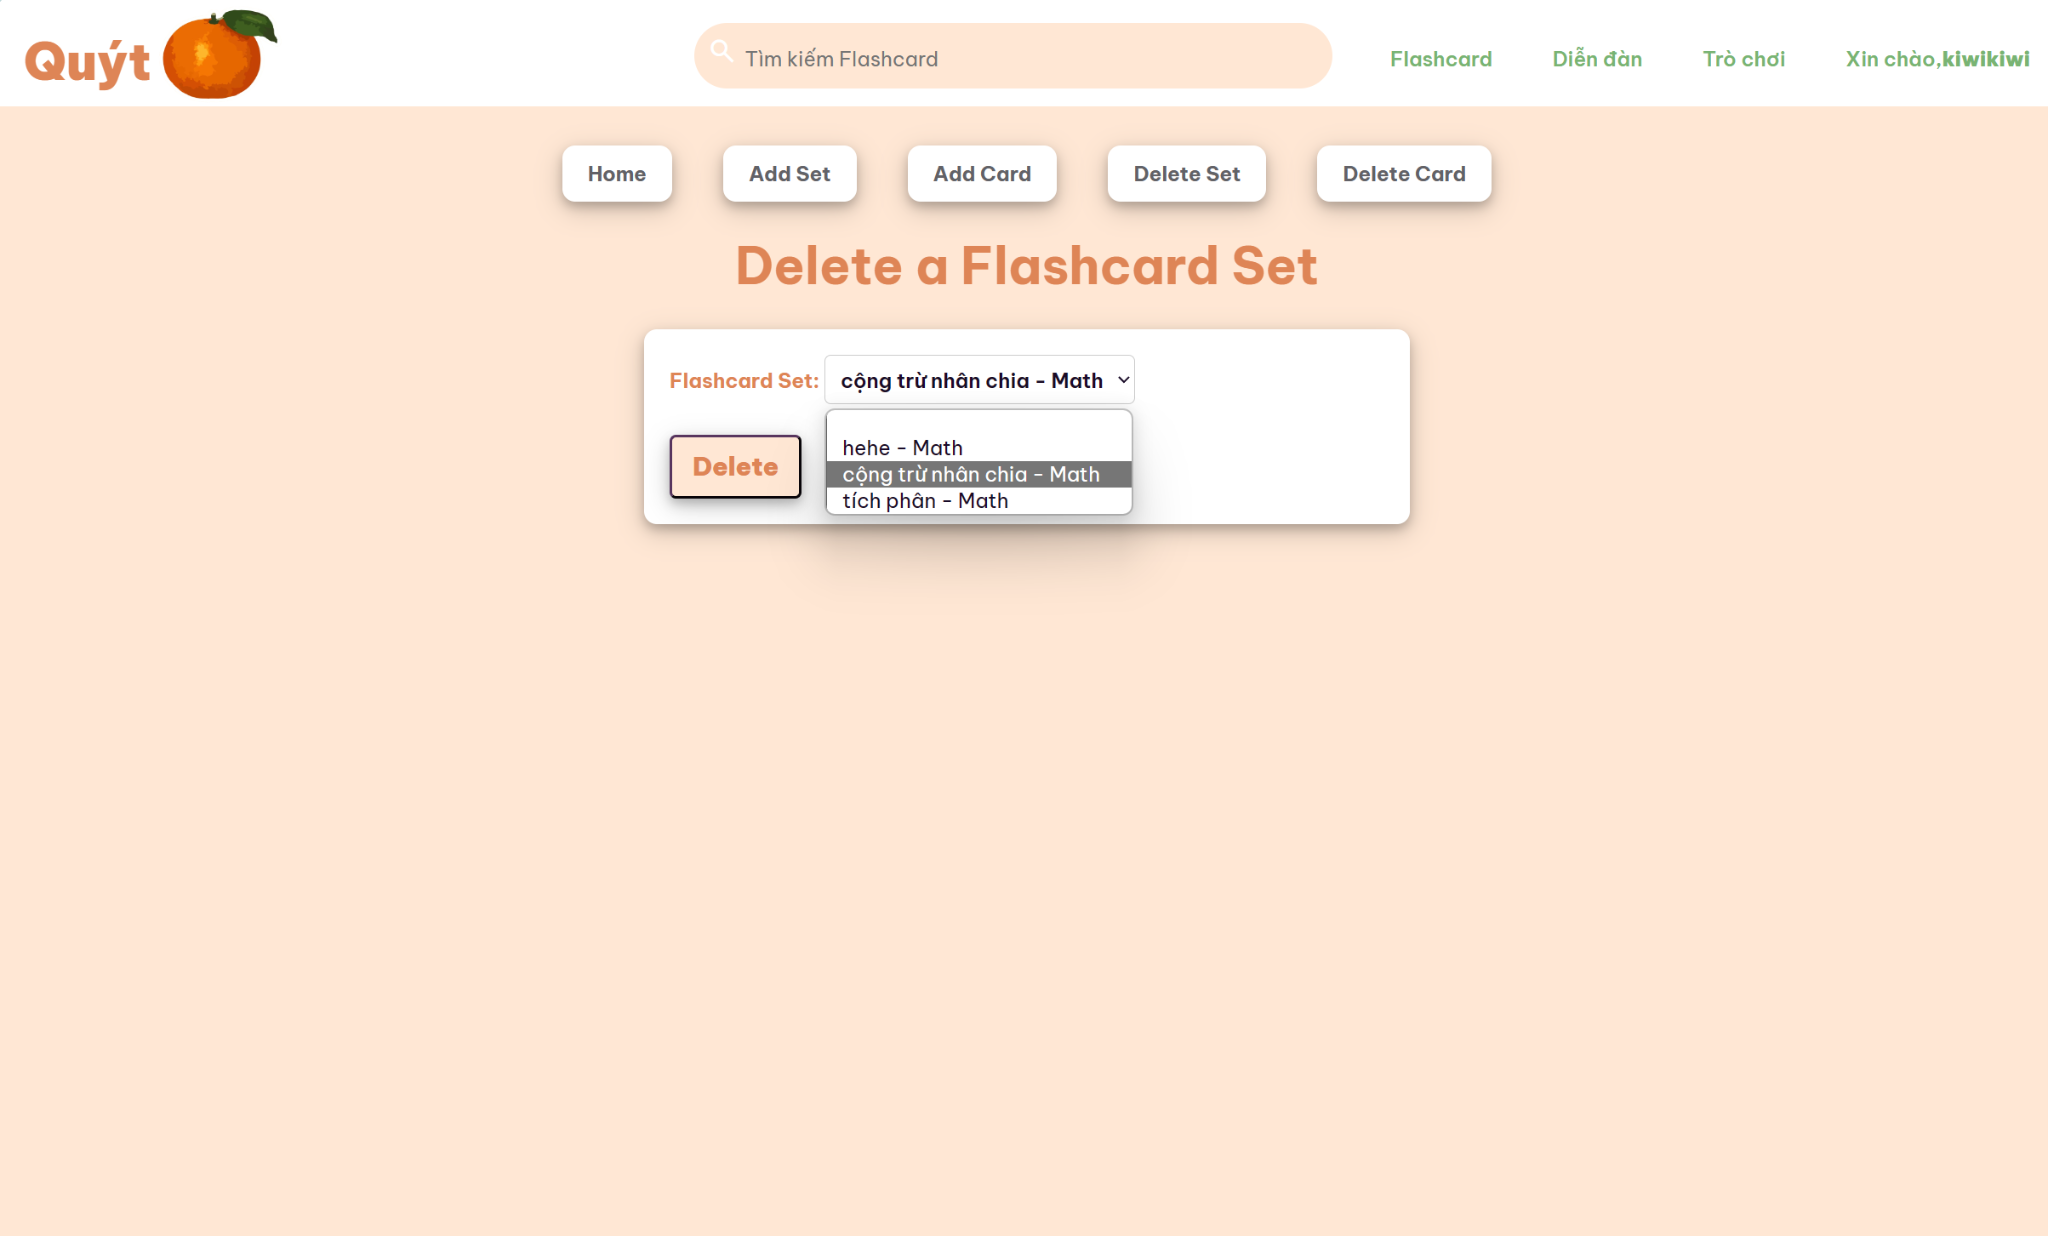 Quýt
Tìm kiếm Flashcard
Flashcard
Diễn đàn
Trò chơi
Xin chào,kiwikiwi
Home
Add Set
Add Card
Delete Set
Delete Card
Delete a Flashcard Set
Flashcard Set:
cộng trừ nhân chia - Math
hehe - Math
cộng trừ nhân chia - Math
tích phân - Math
Delete